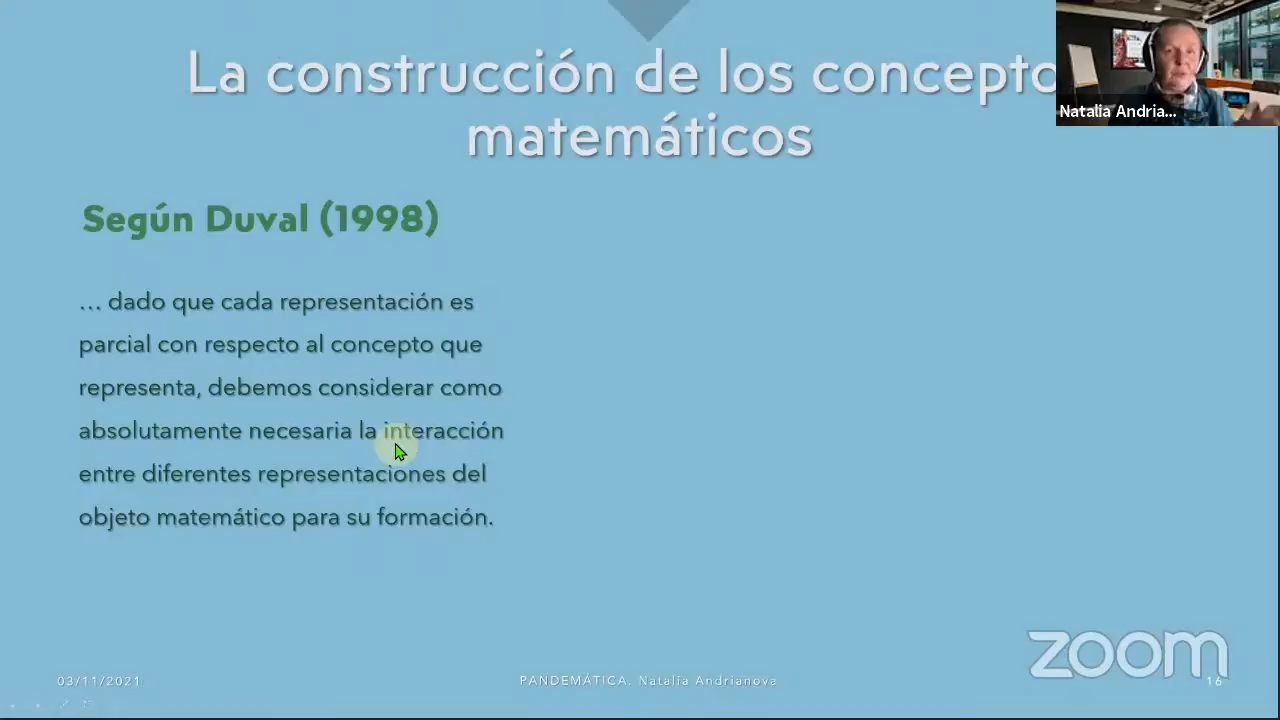 La construcción de los concepto
matemáticos
Natalia Andria...
Según Duval (1998)
... dado que cada representación es
parcial con respecto al concepto que
representa, debemos considerar como
absolutamente necesaria la interacción
entre diferentes representaciones del
objeto matemático para su formación.
zoom
03/11/2021
PANDEMÁTICA. Natalia Andrianova
16